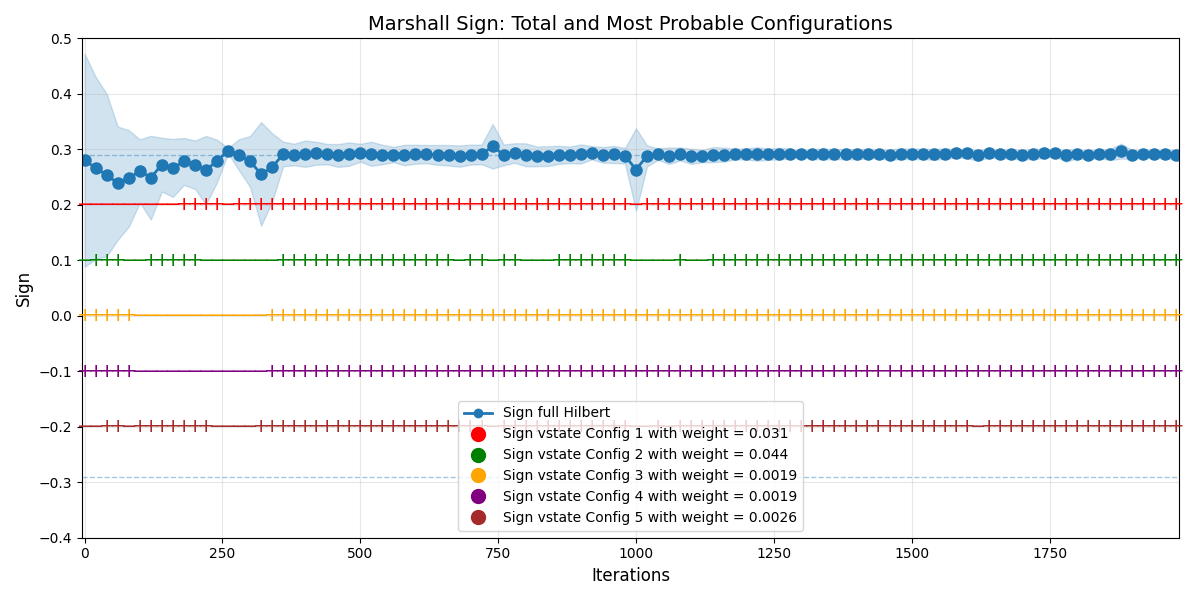 Marshall Sign: Total and Most Probable Configurations
0.5
0.4
0.3
0.2
0.1
0.0
−0.1
−0.2
−0.3
−0.4
Sign
Sign full Hilbert
Sign vstate Config 1 with weight = 0.031
Sign vstate Config 2 with weight = 0.044
Sign vstate Config 3 with weight = 0.0019
Sign vstate Config 4 with weight = 0.0019
Sign vstate Config 5 with weight = 0.0026
0 250 500 750 1000 1250 1500 1750
Iterations